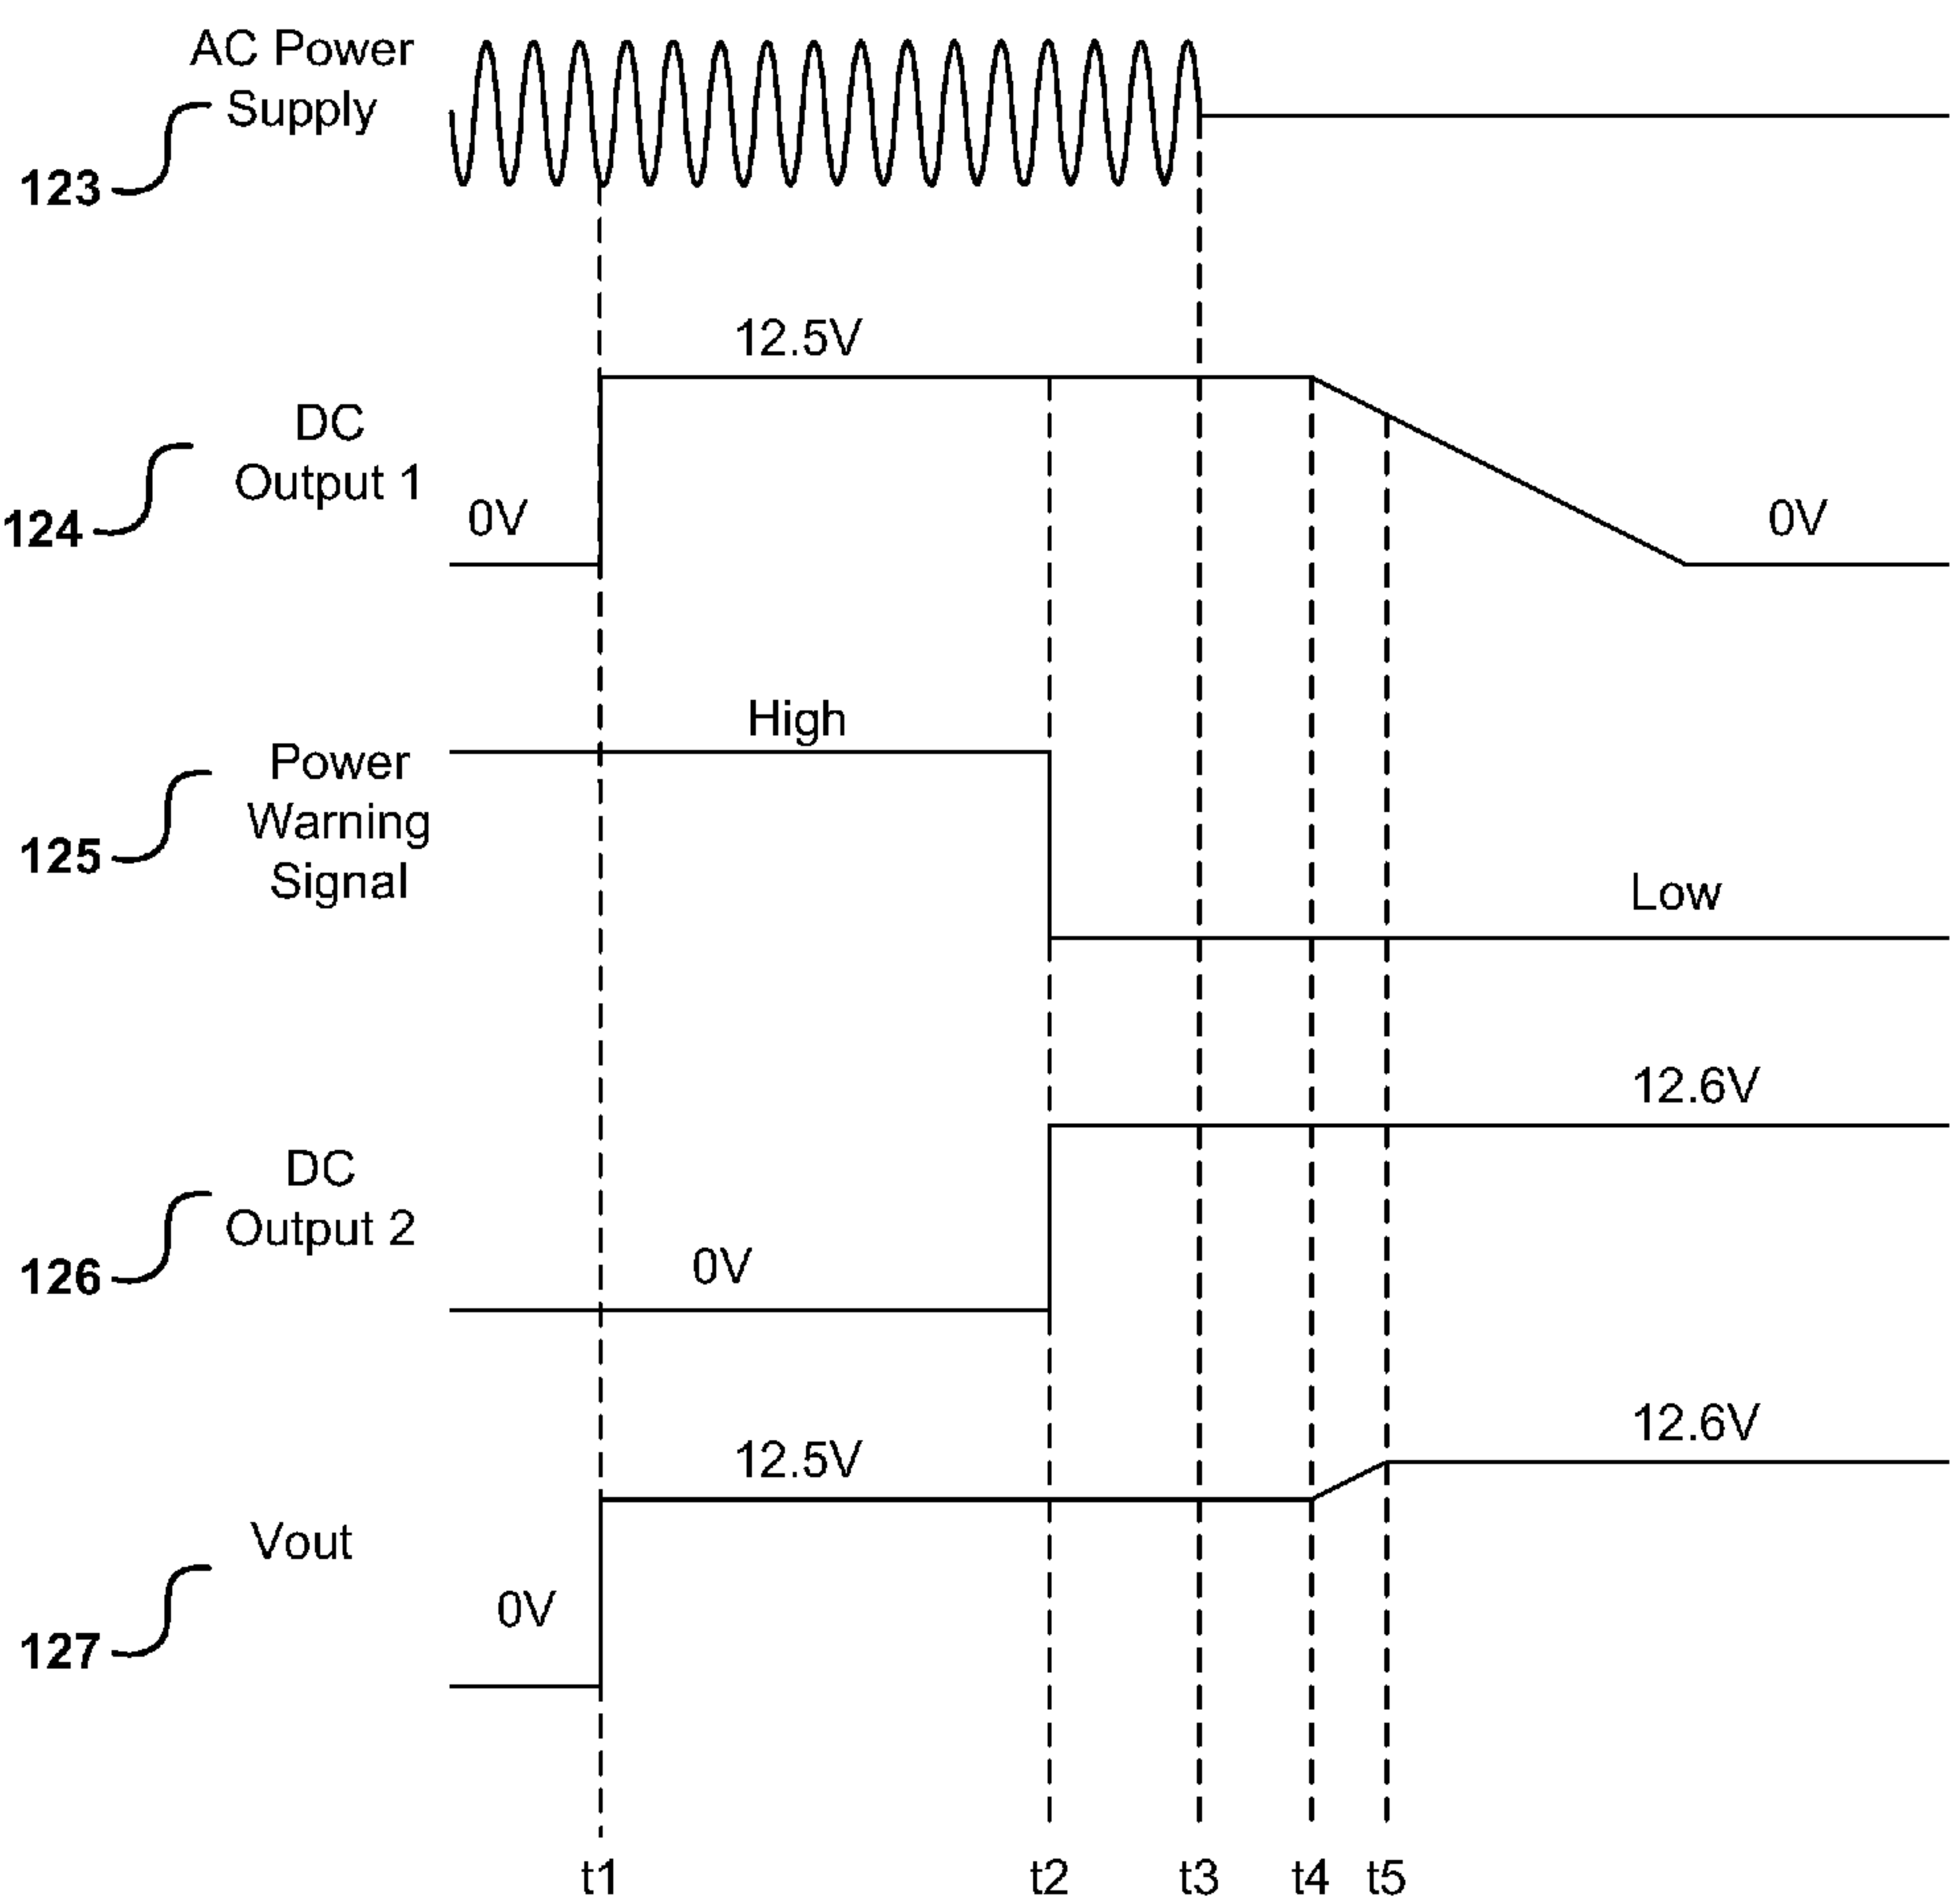 AC Power
Supply
123
12.5V
DC
Output 1
124
0V
0V
High
Power
Warning
Signal
125
Low
12.6V
DC
Output 2
126
0V
12.6V
12.5V
Vout
0V
127
t1 t2 t3 t4 t5